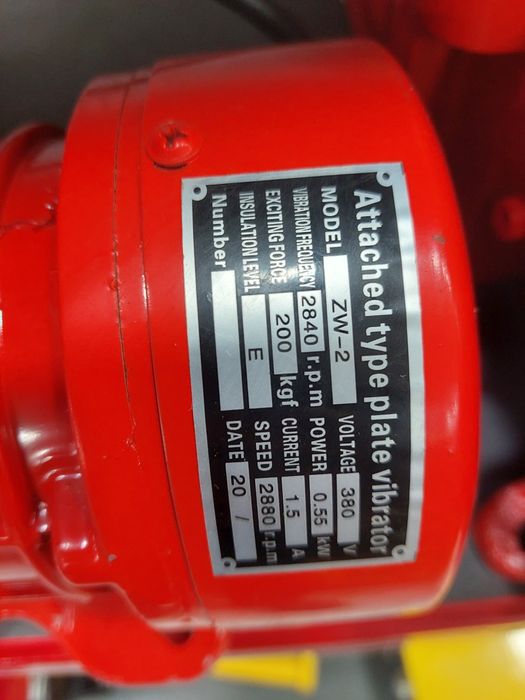 Attached type plate vibrator
MODEL ZW-2 VOLTAGE 380 V
VIBRATION FREQUENCY 2840 r.p.m POWER 0.55 kW
EXCITING FORCE 200 kgf CURRENT 1.5 A
INSULATION LEVEL E SPEED 2880 r.p.m
Number DATE 20 /